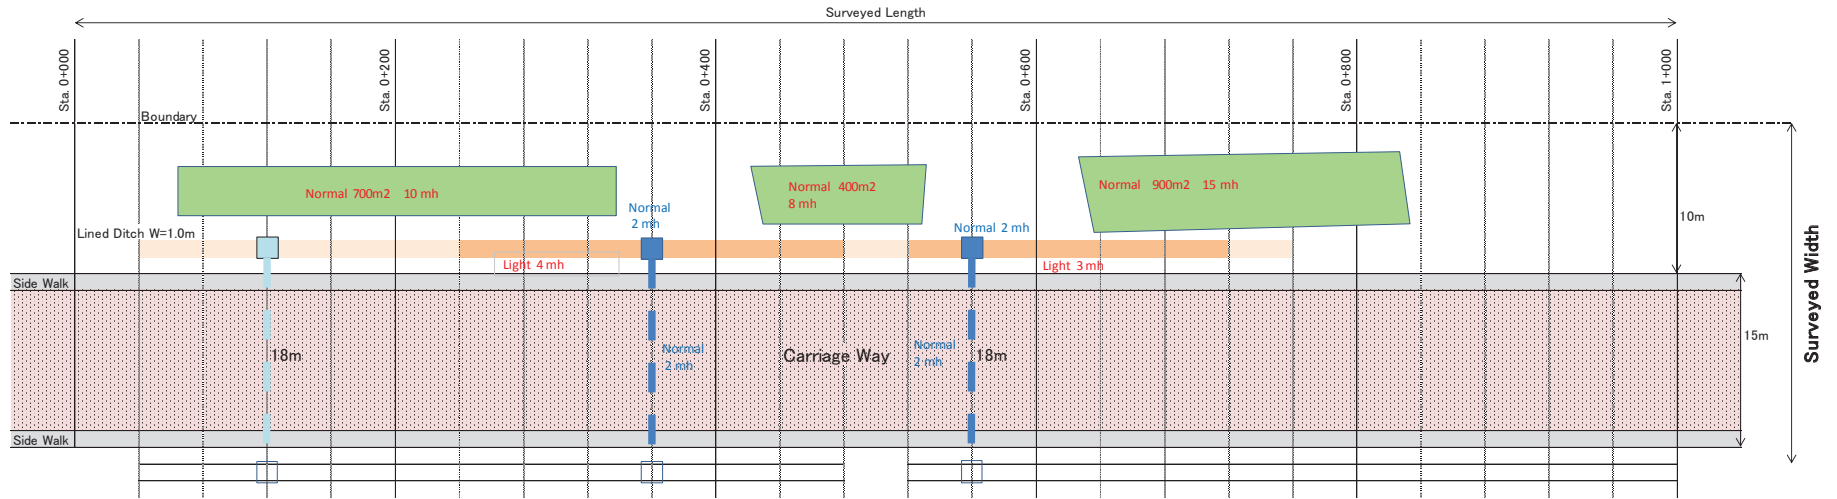 Surveyed Length
Sta. 0+000
Sta. 0+200
Sta. 0+400
Sta. 0+600
Sta. 0+800
Sta. 1+000
Boundary
Normal 700m2 10 mh
Normal 400m2
8 mh
Normal 900m2 15 mh
Normal
2 mh
Normal 2 mh
10m
Lined Ditch W=1.0m
Light 4 mh
Light 3 mh
Side Walk
Surveyed Width
15m
18m
Normal
2 mh
Carriage Way
Normal
2 mh
18m
Side Walk